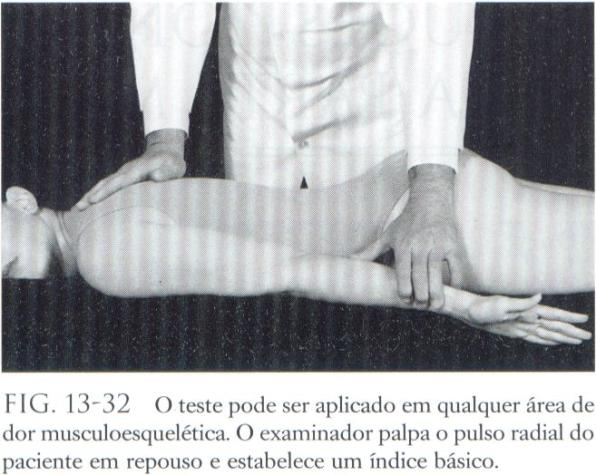 FIG. 13-32 O teste pode ser aplicado em qualquer área de
dor musculoesquelética. O examinador palpa o pulso radial do
paciente em repouso e estabelece um índice básico.